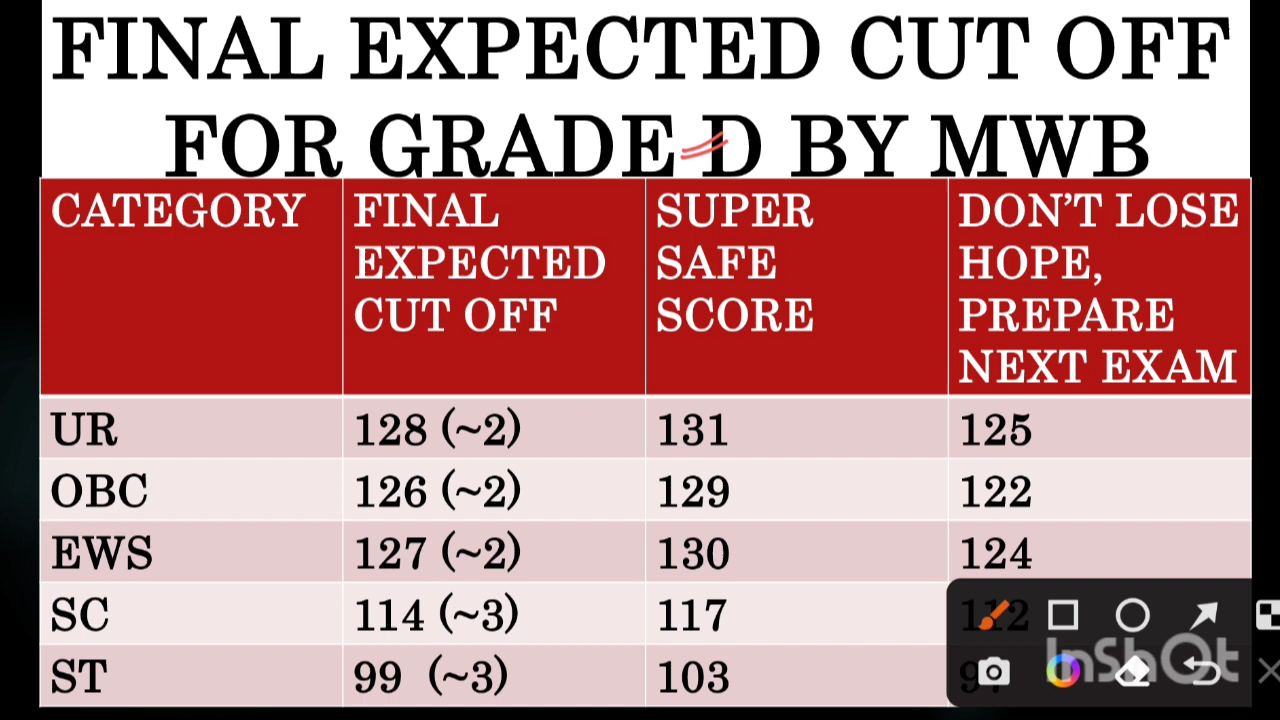 FINAL EXPECTED CUT OFF
FOR GRADE D BY MWB
CATEGORY
FINAL
EXPECTED
CUT OFF
SUPER
SAFE
SCORE
DON'T LOSE
HOPE,
PREPARE
NEXT EXAM
UR 128 (~2) 131 125
OBC 126 (~2) 129 122
EWS 127 (~2) 130 124
SC 114 (~3) 117 112
ST 99 (~3) 103
InShot